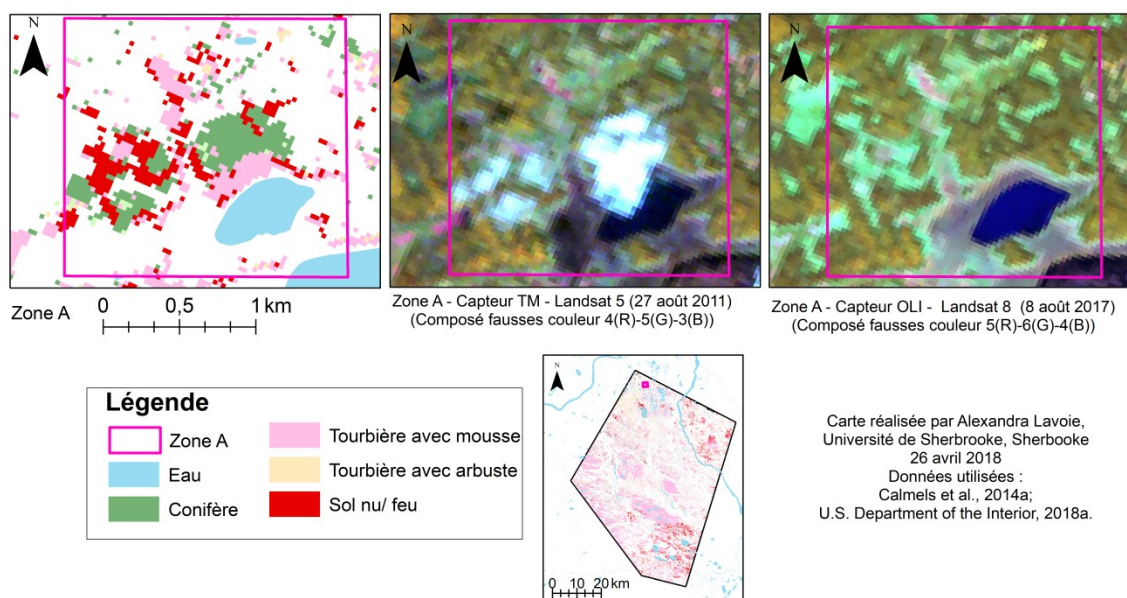 N
N
N
Zone A
0 0,5 1 km
Zone A - Capteur TM - Landsat 5 (27 août 2011)
(Composé fausses couleur 4(R)-5(G)-3(B))
Zone A - Capteur OLI - Landsat 8 (8 août 2017)
(Composé fausses couleur 5(R)-6(G)-4(B))
Légende
Zone A
Eau
Conifère
Tourbière avec mousse
Tourbière avec arbuste
Sol nu/ feu
N
0 10 20 km
Carte réalisée par Alexandra Lavoie,
Université de Sherbrooke, Sherbooke
26 avril 2018
Données utilisées :
Calmels et al., 2014a;
U.S. Department of the Interior, 2018a.